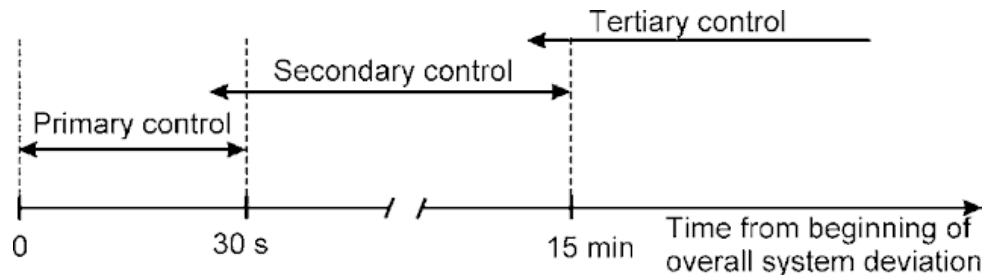 Tertiary control
Secondary control
Primary control
0
30 s
15 min
Time from beginning of
overall system deviation